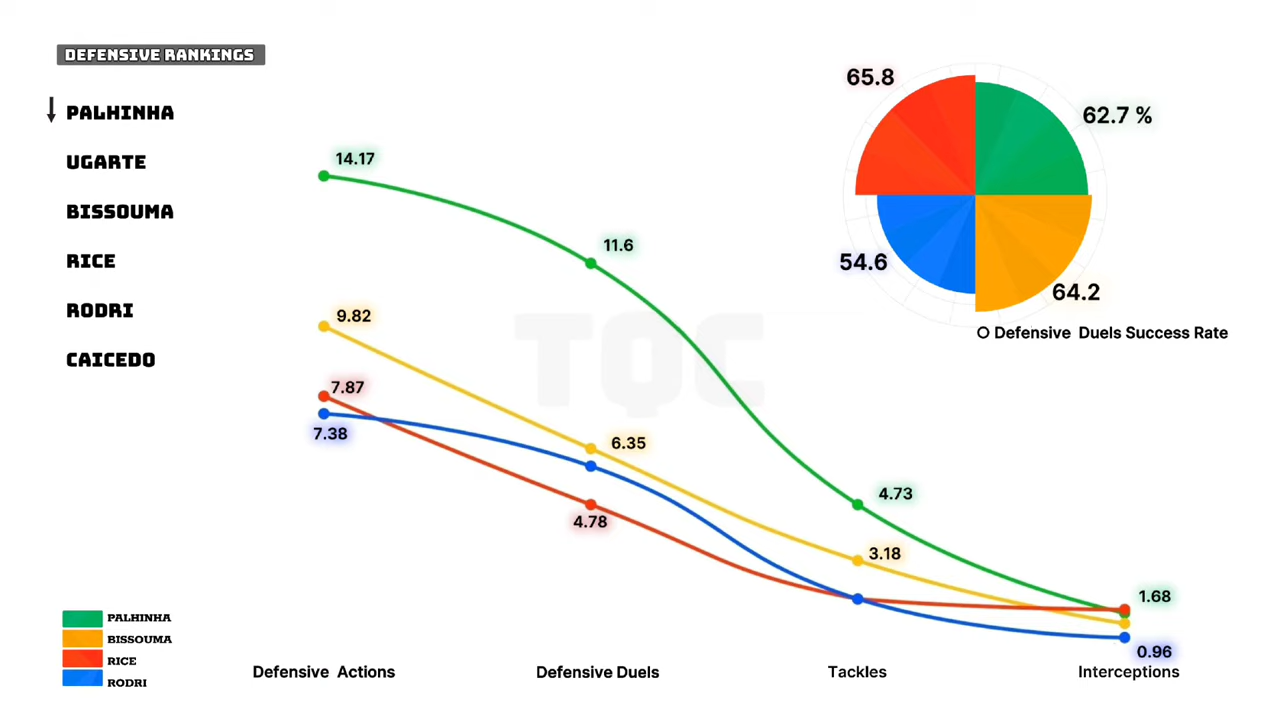 DEFENSIVE RANKINGS
PALHINHA
UGARTE
BISSOUMA
RICE
RODRI
CAICEDO
65.8
62.7 %
54.6
64.2
Defensive Duels Success Rate
14.17
11.6
9.82
7.87
7.38
6.35
4.78
4.73
3.18
1.68
0.96
TQC
PALHINHA
BISSOUMA
RICE
RODRI
Defensive Actions
Defensive Duels
Tackles
Interceptions